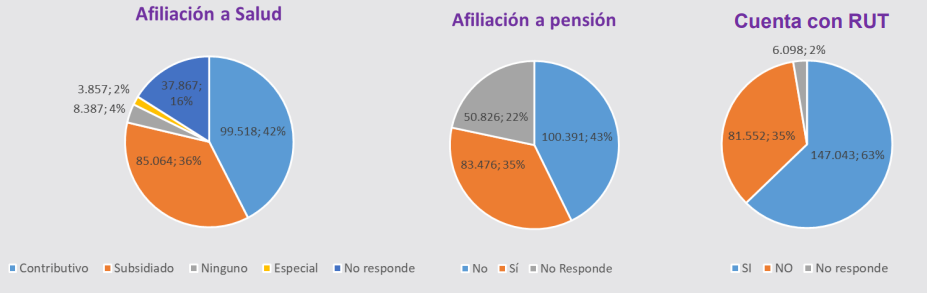 Afiliación a Salud
37.867;
16%
3.857; 2%
8.387; 4%
99.518; 42%
85.064; 36%
Contributivo Subsidiado Ninguno Especial No responde
Afiliación a pensión
50.826; 22%
100.391; 43%
83.476; 35%
No Sí No Responde
Cuenta con RUT
6.098; 2%
81.552; 35%
147.043; 63%
SI NO No responde